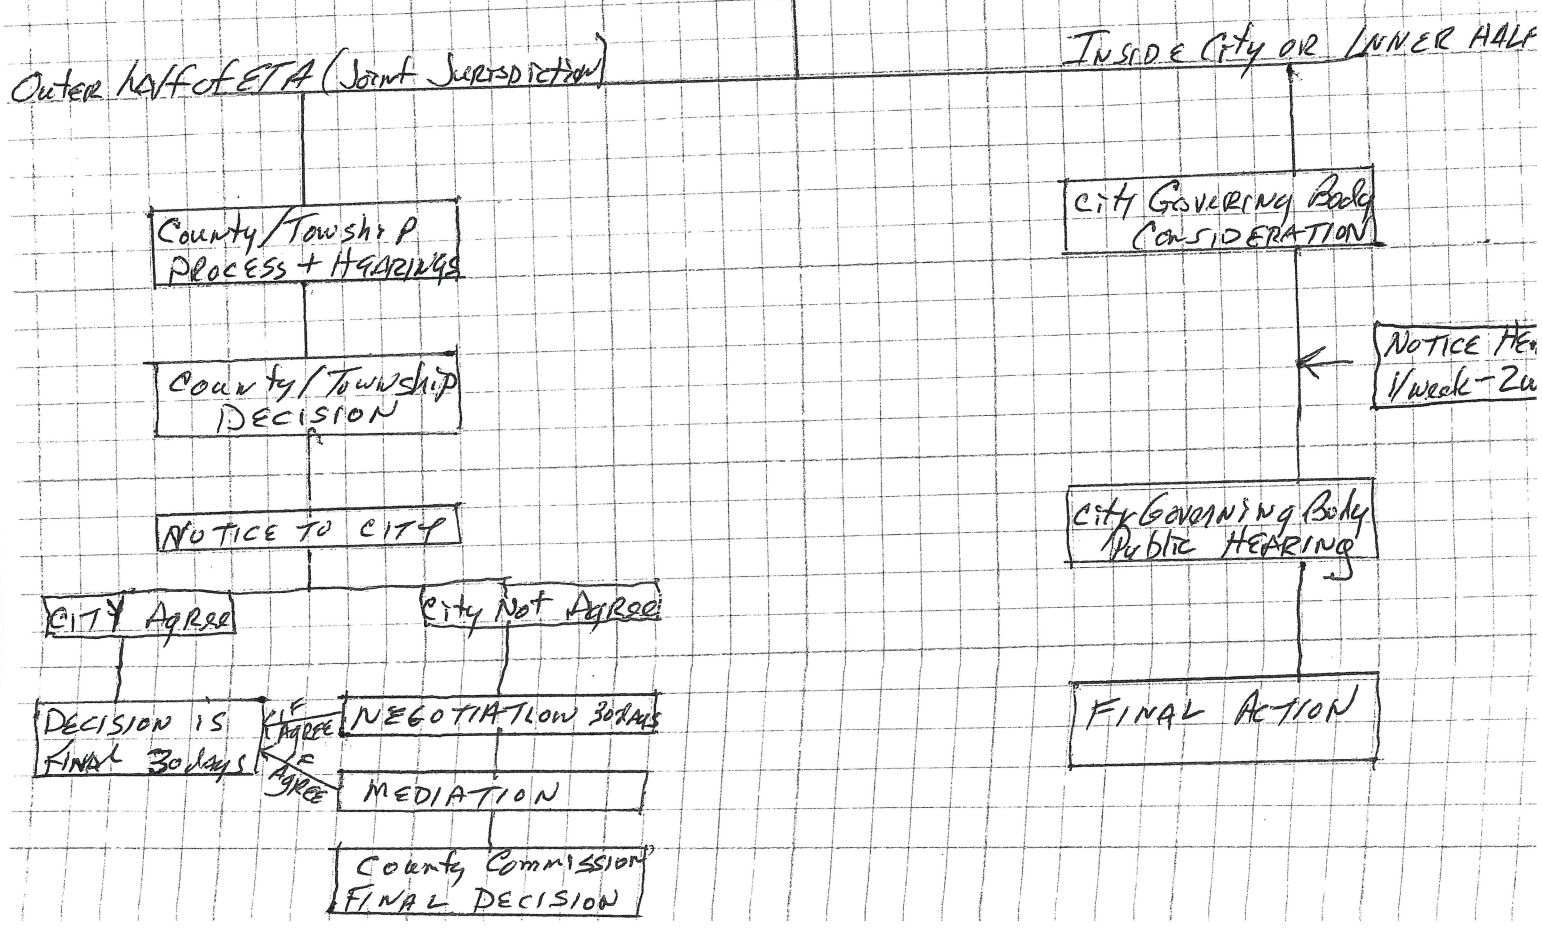 Outer half of ETA (Joint Jurisdiction)
County/Towship
Process + Hearings
County/Township
Decision
Notice to City
City Agree
City Not Agree
Decision is
Final 30 days
If
Agree
Negotiation 30 days
If
Agree
Mediation
County Commission
Final Decision
Inside City or Inner Half
City Governing Body
Consideration
Notice
1/week - 2
City Governing Body
Public Hearing
Final Action